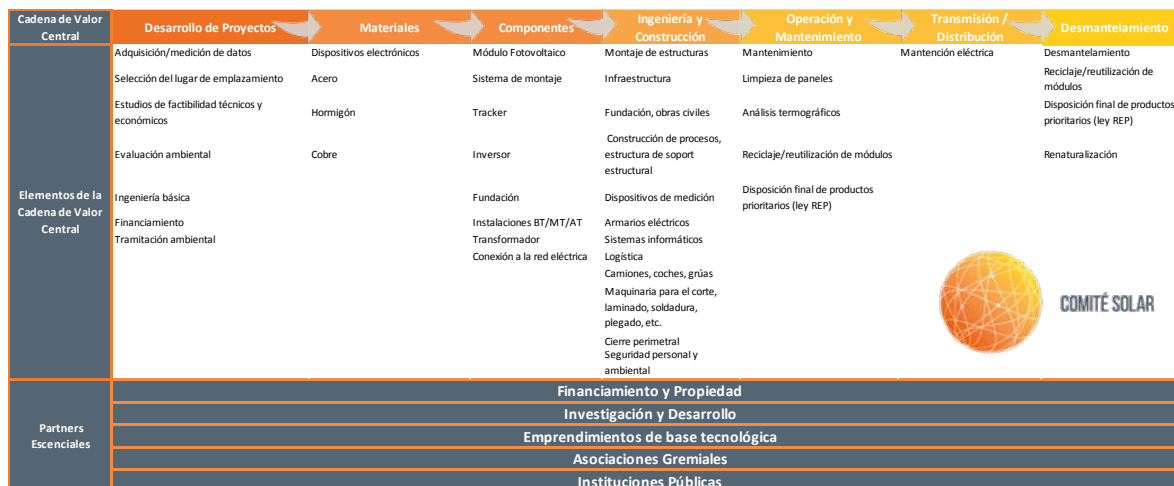 Cadena de Valor
Central
Desarrollo de Proyectos
Materiales
Componentes
Ingeniería y
Construcción
Operación y
Mantenimiento
Transmisión /
Distribución
Desmantelamiento
Elementos de la
Cadena de Valor
Central
Adquisición/medición de datos
Selección del lugar de emplazamiento
Estudios de factibilidad técnicos y
económicos
Evaluación ambiental
Ingeniería básica
Financiamiento
Tramitación ambiental
Dispositivos electrónicos
Acero
Hormigón
Cobre
Módulo Fotovoltaico
Sistema de montaje
Tracker
Inversor
Fundación
Instalaciones BT/MT/AT
Transformador
Conexión a la red eléctrica
Montaje de estructuras
Infraestructura
Fundación, obras civiles
Construcción de procesos,
estructura de soport
estructural
Dispositivos de medición
Armarios eléctricos
Sistemas informáticos
Logística
Camiones, coches, grúas
Maquinaria para el corte,
laminado, soldadura,
plegado, etc.
Cierre perimetral
Seguridad personal y
ambiental
Mantenimiento
Limpieza de paneles
Análisis termográficos
Reciclaje/reutilización de módulos
Disposición final de productos
prioritarios (ley REP)
Mantención eléctrica
Desmantelamiento
Reciclaje/reutilización de
módulos
Disposición final de productos
prioritarios (ley REP)
Renaturalización
COMITÉ SOLAR
Partners
Escenciales
Financiamiento y Propiedad
Investigación y Desarrollo
Emprendimientos de base tecnológica
Asociaciones Gremiales
Instituciones Públicas